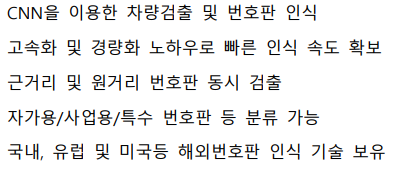 CNN을 이용한 차량검출 및 번호판 인식
고속화 및 경량화 노하우로 빠른 인식 속도 확보
근거리 및 원거리 번호판 동시 검출
자가용/사업용/특수 번호판 등 분류 가능
국내, 유럽 및 미국등 해외번호판 인식 기술 보유